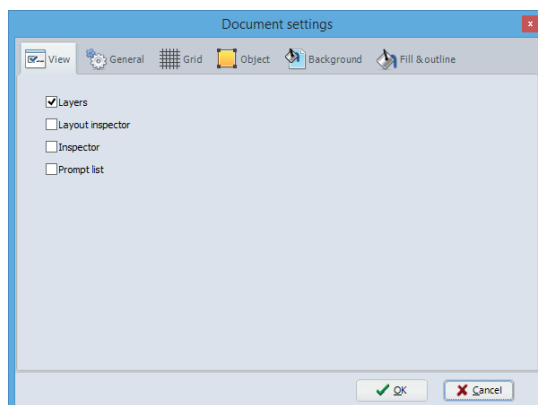 Document settings
x
View General Grid Object Background Fill & outline
Layers
Layout inspector
Inspector
Prompt list
OK Cancel